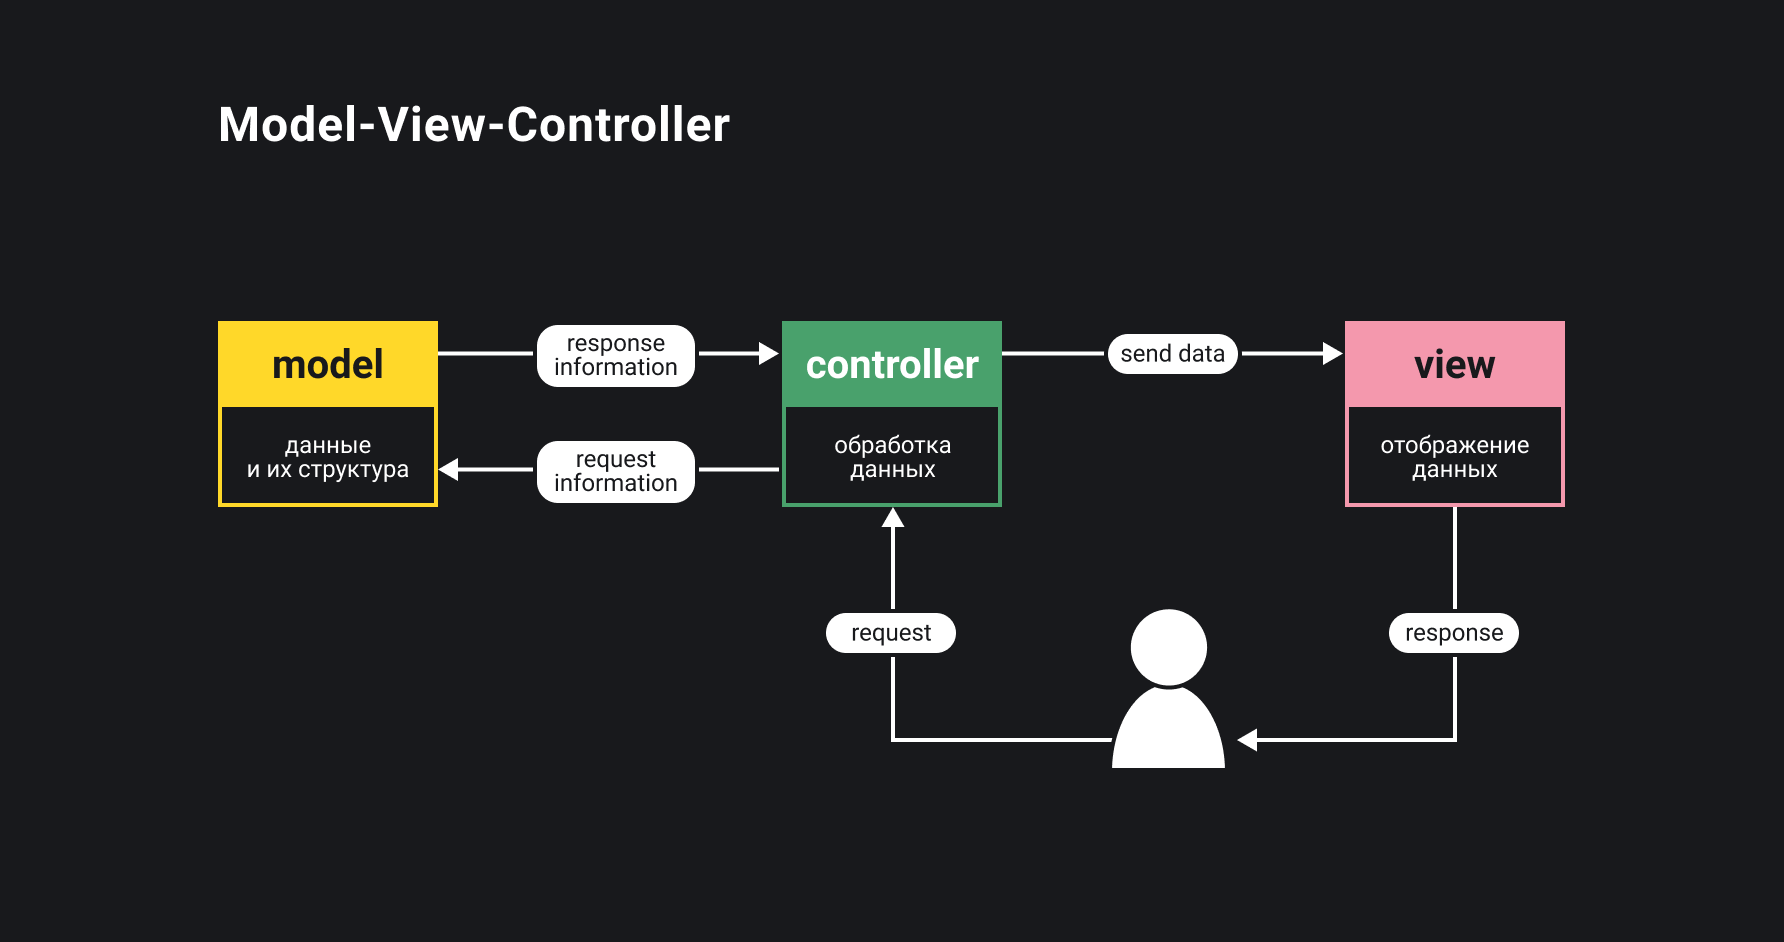 Model-View-Controller
model
данные
и их структура
response
information
request
information
controller
обработка
данных
send data
view
отображение
данных
request
response